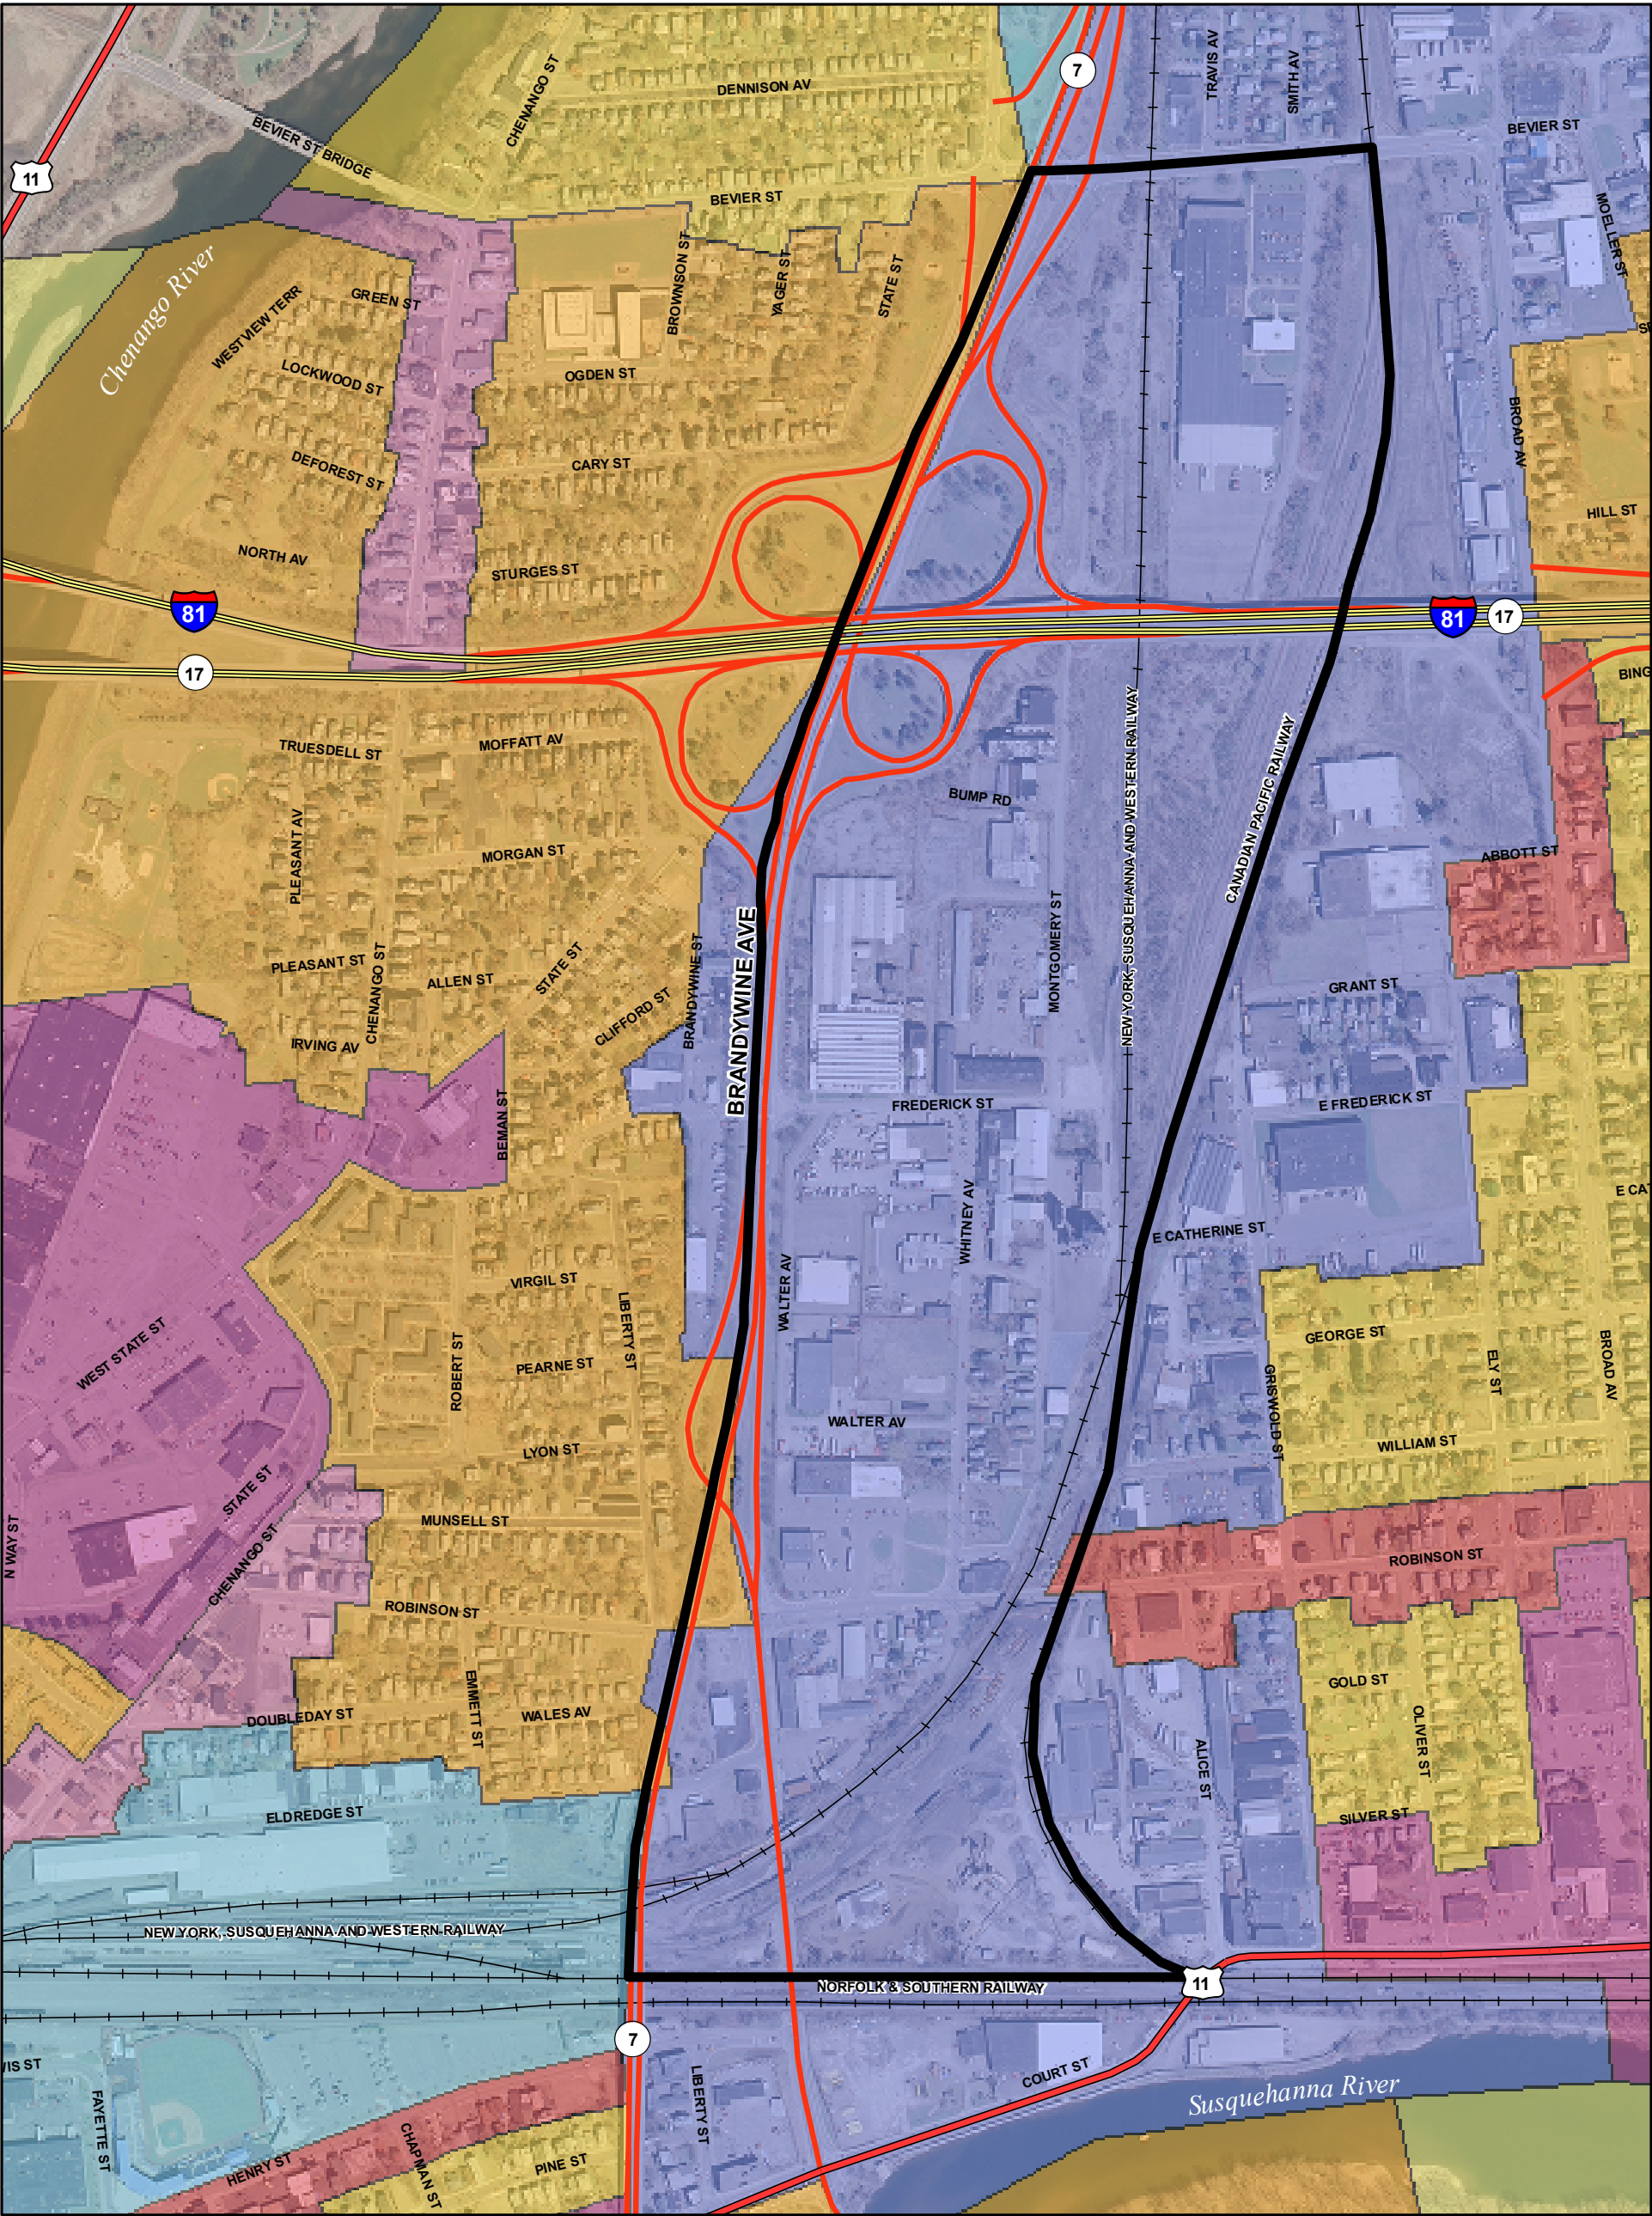 TRAVIS AV
SMITH AV
7
DENNISON AV
CHENANGO ST
BEVIER ST
BEVIER ST BRIDGE
11
BEVIER ST
MOELLER ST
Chenango River
BROWNSON ST
YAGER ST
STATE ST
GREEN ST
WESTVIEW TERR
LOCKWOOD ST
OGDEN ST
BROAD AV
CARY ST
DEFOREST ST
HILL ST
NORTH AV
STURGES ST
81
81
17
17
BING
TRUESDELL ST
MOFFATT AV
NEW YORK, SUSQUEHANNA AND WESTERN RAILWAY
CANADIAN PACIFIC RAILWAY
BUMP RD
PLEASANT AV
MORGAN ST
ABBOTT ST
BRANDYWINE AVE
MONTGOMERY ST
PLEASANT ST
CHENANGO ST
ALLEN ST
STATE ST
BRANDYWINE ST
GRANT ST
CLIFFORD ST
IRVING AV
BEMAN ST
FREDERICK ST
E FREDERICK ST
E CAT
WHITNEY AV
E CATHERINE ST
VIRGIL ST
WALTER AV
LIBERTY ST
GEORGE ST
WEST STATE ST
ROBERT ST
PEARNE ST
ELY ST
BROAD AV
GRISWOLD ST
WALTER AV
LYON ST
WILLIAM ST
STATE ST
MUNSELL ST
N WAY ST
CHENANGO ST
ROBINSON ST
ROBINSON ST
EMMETT ST
GOLD ST
DOUBLEDAY ST
WALES AV
OLIVER ST
ALICE ST
ELDREDGE ST
SILVER ST
NEW YORK, SUSQUEHANNA AND WESTERN RAILWAY
NORFOLK & SOUTHERN RAILWAY
11
7
VIS ST
LIBERTY ST
COURT ST
Susquehanna River
FAYETTE ST
CHAPMAN ST
HENRY ST
PINE ST